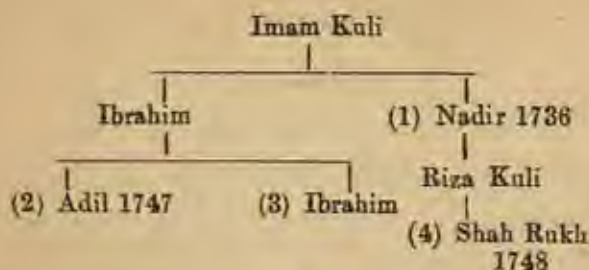 Imam Kuli
Ibrahim (1) Nadir 1736
Riza Kuli
(2) Adil 1747 (3) Ibrahim
(4) Shah Rukh
1748